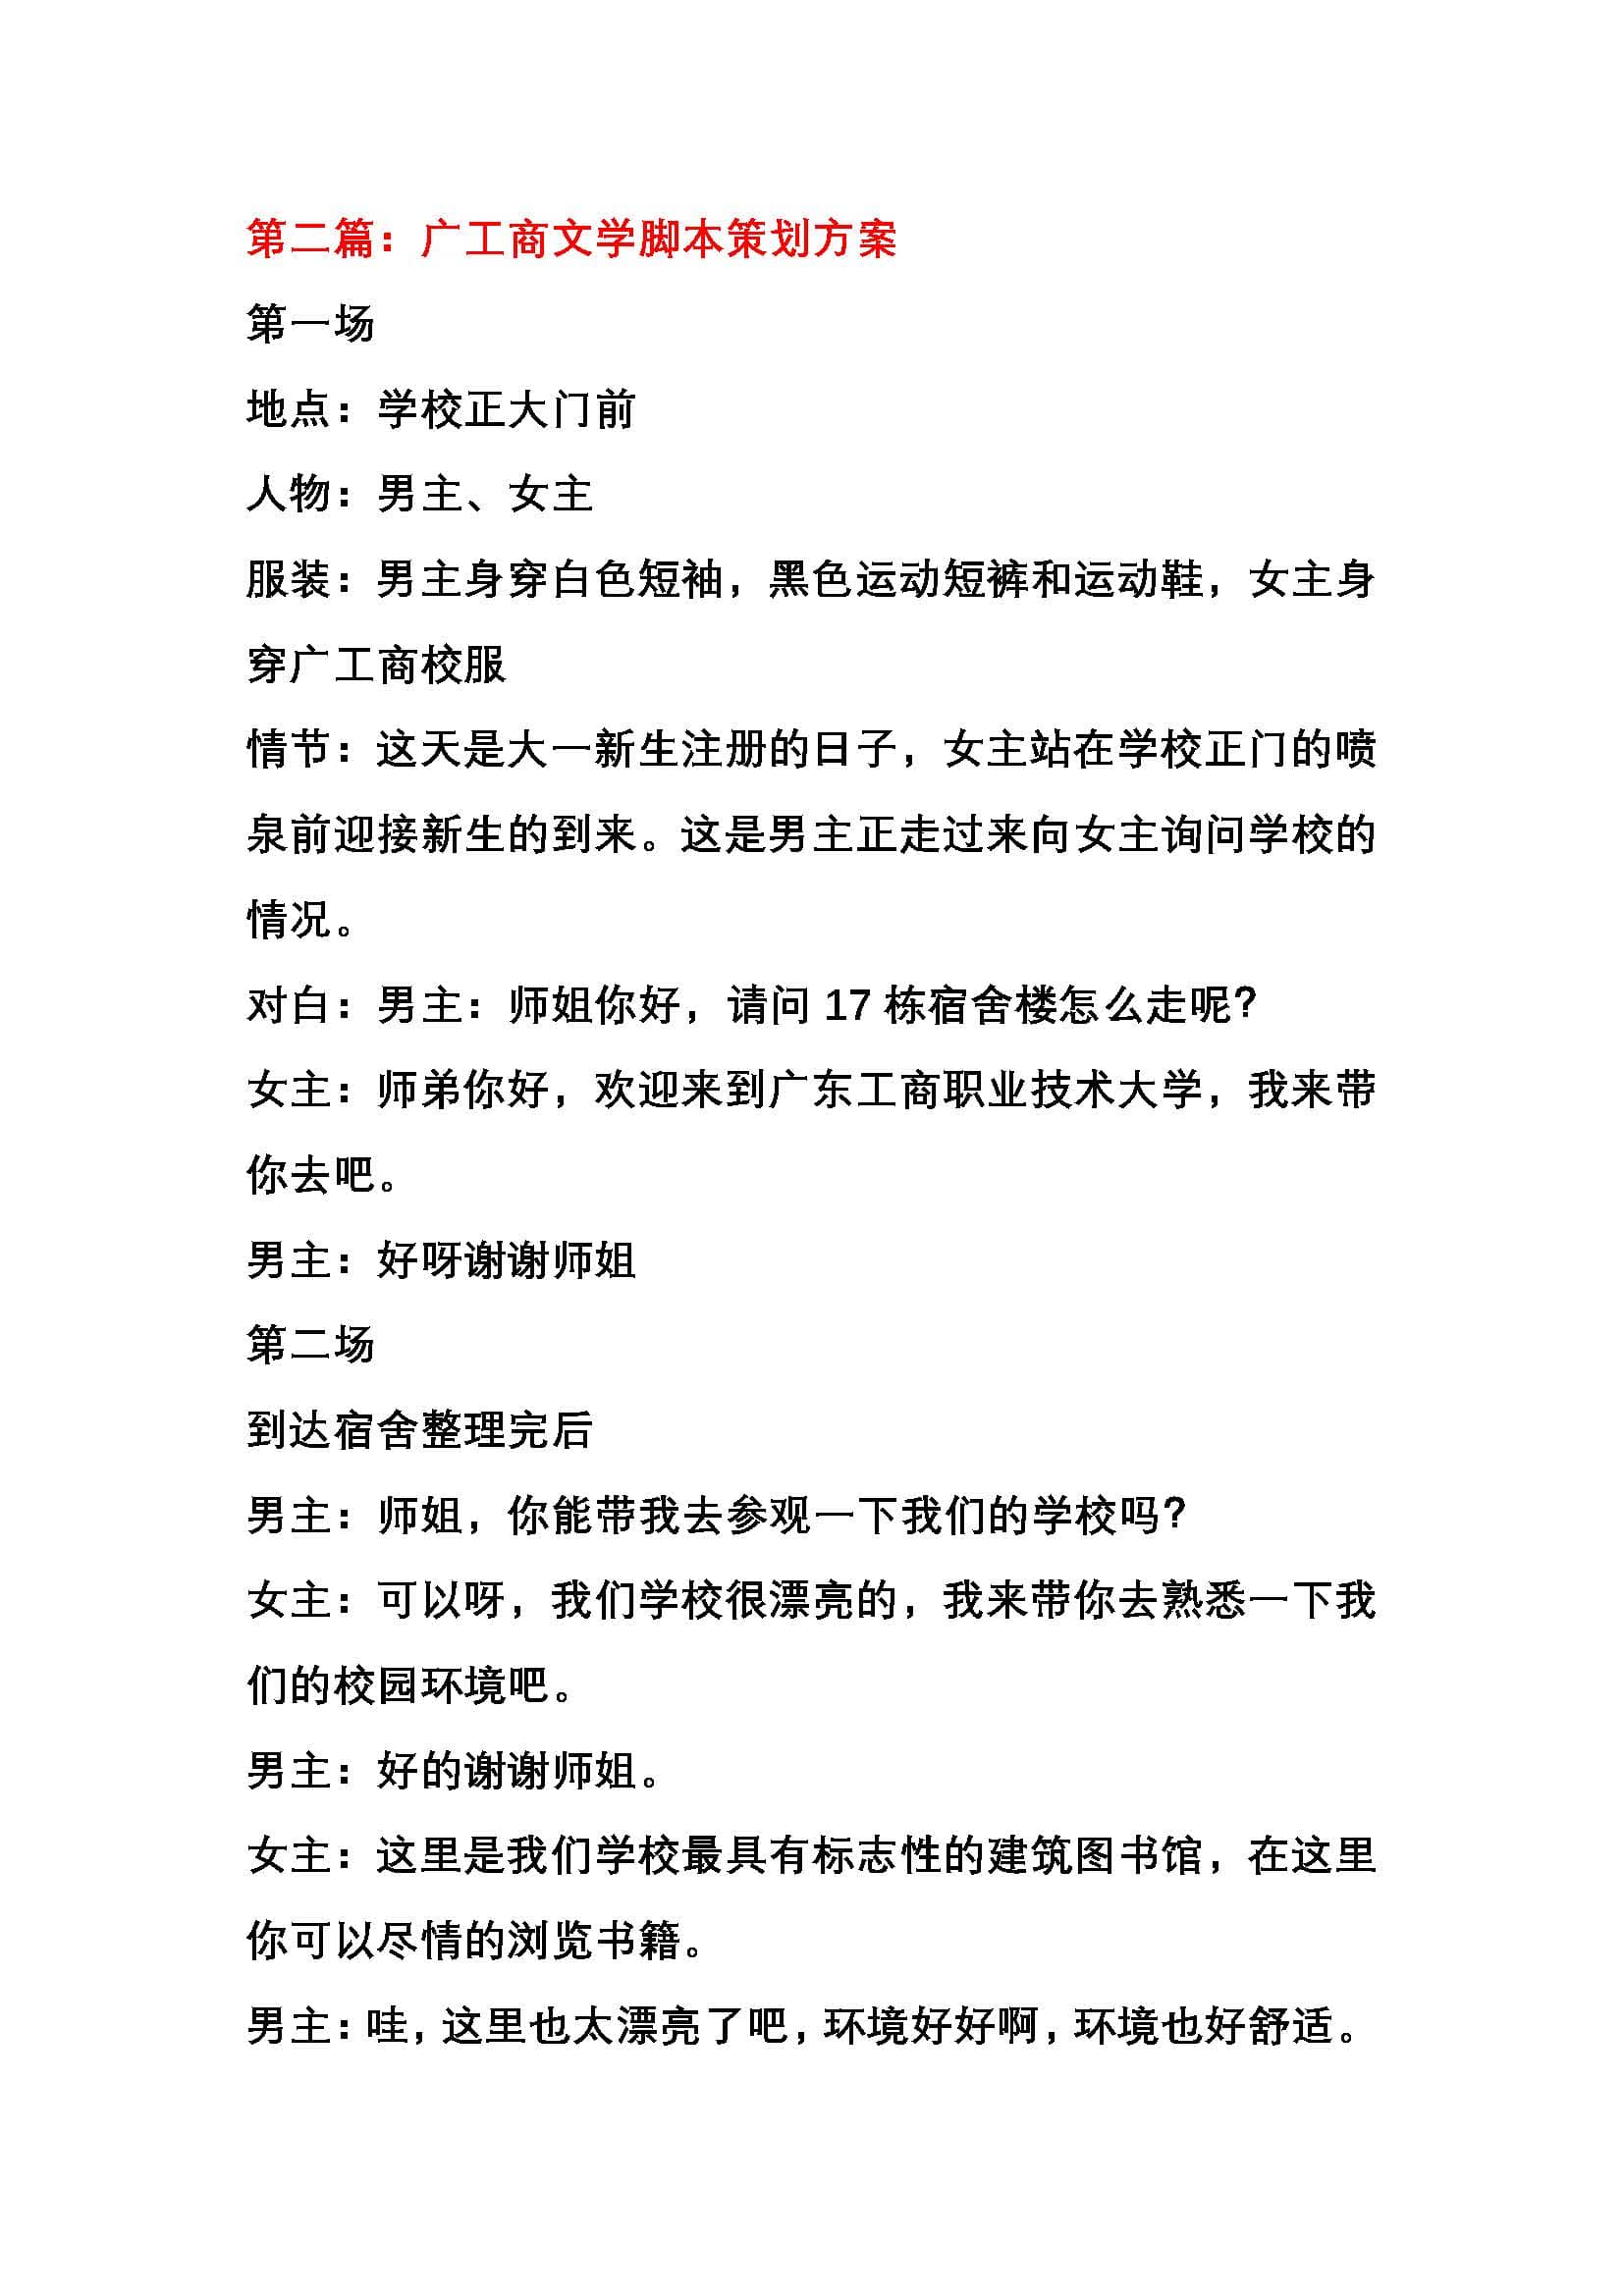 第二篇：广工商文学脚本策划方案
第一场
地点：学校正大门前
人物：男主、女主
服装：男主身穿白色短袖，黑色运动短裤和运动鞋，女主身
穿广工商校服
情节：这天是大一新生注册的日子，女主站在学校正门的喷
泉前迎接新生的到来。这是男主正走过来向女主询问学校的
情况。
对白：男主：师姐你好，请问 17 栋宿舍楼怎么走呢？
女主：师弟你好，欢迎来到广东工商职业技术大学，我来带
你去吧。
男主：好呀谢谢师姐
第二场
到达宿舍整理完后
男主：师姐，你能带我去参观一下我们的学校吗？
女主：可以呀，我们学校很漂亮的，我来带你去熟悉一下我
们的校园环境吧。
男主：好的谢谢师姐。
女主：这里是我们学校最具有标志性的建筑图书馆，在这里
你可以尽情的浏览书籍。
男主：哇，这里也太漂亮了吧，环境好好啊，环境也好舒适。